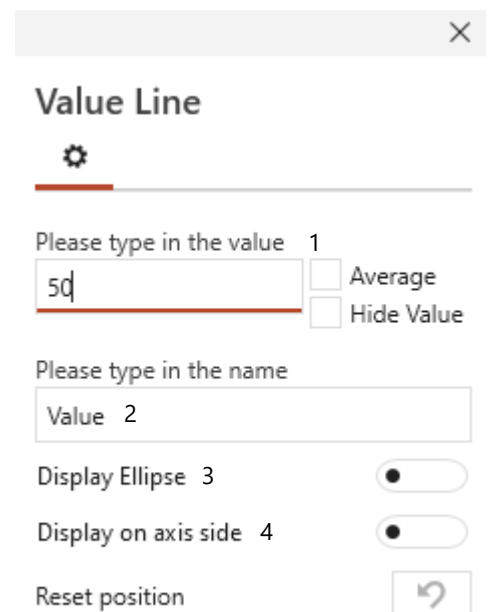 Value Line
Please type in the value 1
50
Average
Hide Value
Please type in the name
Value 2
Display Ellipse 3
Display on axis side 4
Reset position